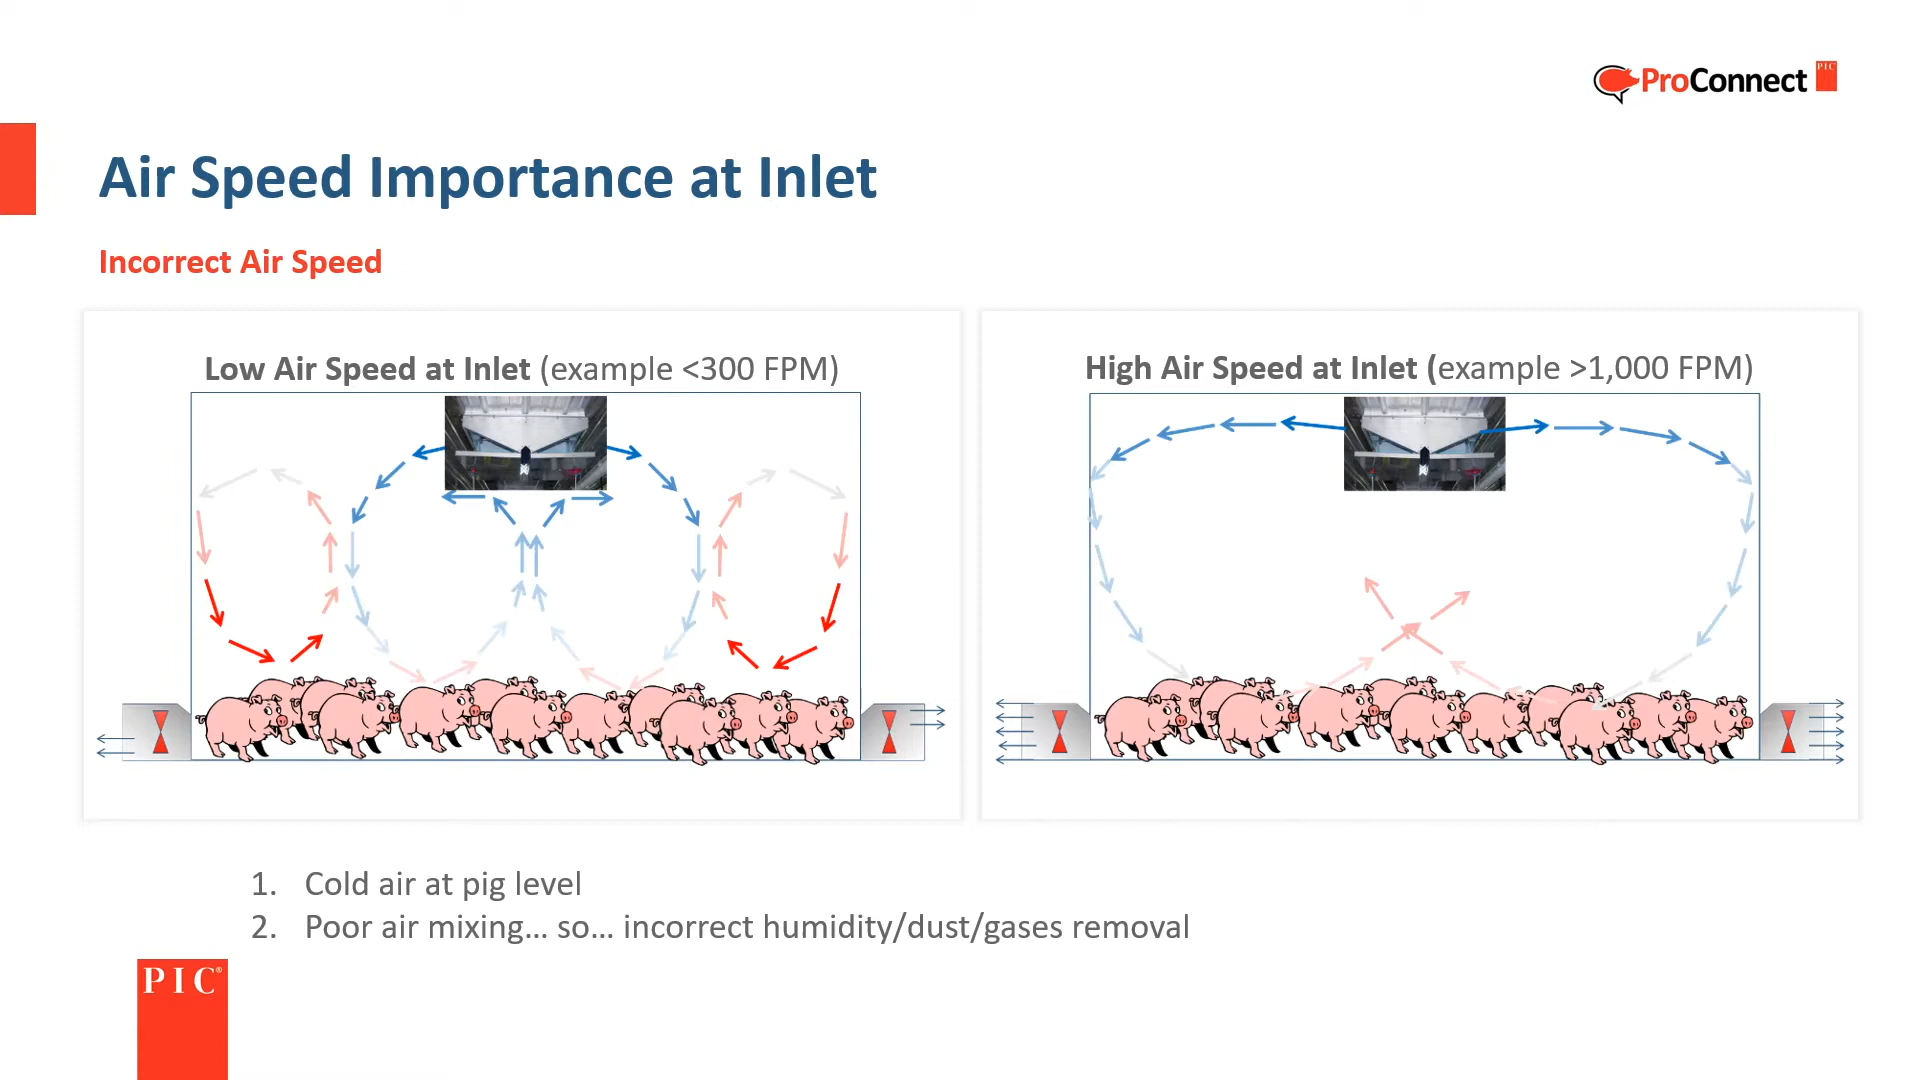 ProConnect PIC
Air Speed Importance at Inlet
Incorrect Air Speed
Low Air Speed at Inlet (example <300 FPM)
High Air Speed at Inlet (example >1,000 FPM)
1. Cold air at pig level
2. Poor air mixing... so... incorrect humidity/dust/gases removal
PIC®